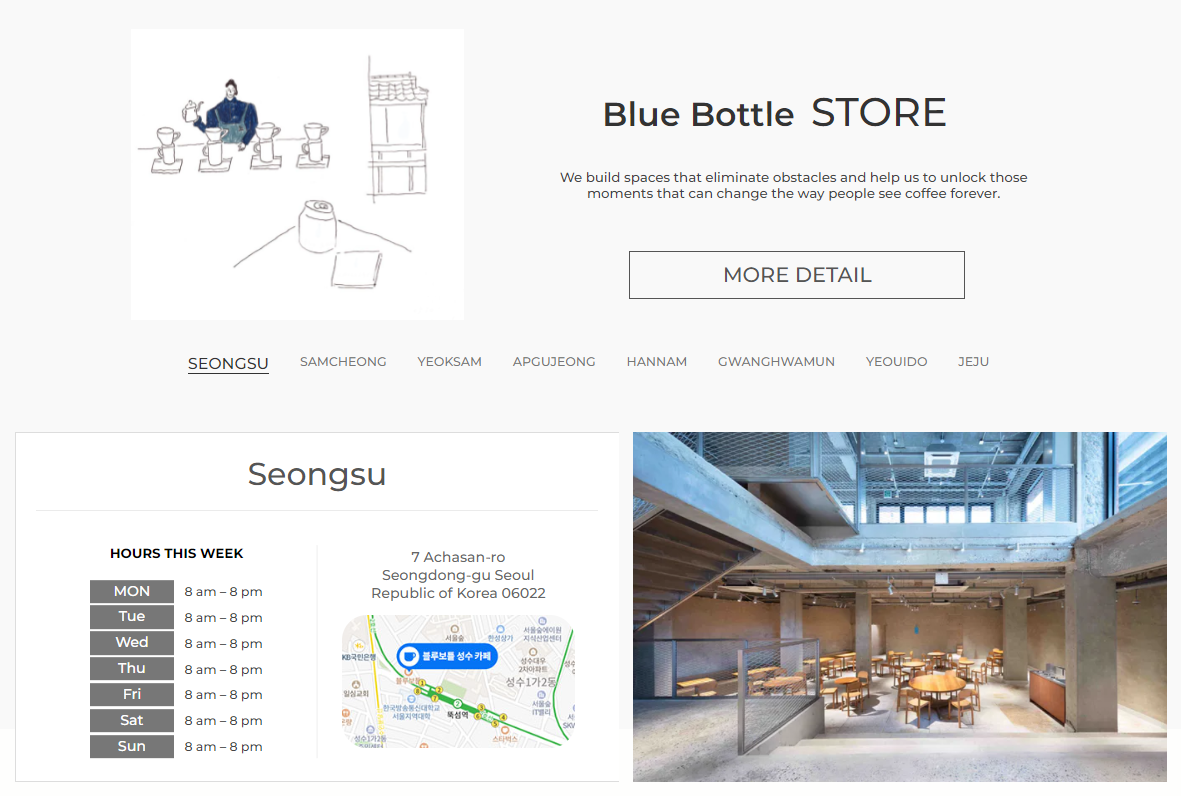 Blue Bottle STORE
We build spaces that eliminate obstacles and help us to unlock those
moments that can change the way people see coffee forever.
MORE DETAIL
SEONGSU SAMCHEONG YEOKSAM APGUJEONG HANNAM GWANGHWAMUN YEOUIDO JEJU
Seongsu
HOURS THIS WEEK
MON 8 am – 8 pm
Tue 8 am – 8 pm
Wed 8 am – 8 pm
Thu 8 am – 8 pm
Fri 8 am – 8 pm
Sat 8 am – 8 pm
Sun 8 am – 8 pm
7 Achasan-ro
Seongdong-gu Seoul
Republic of Korea 06022
서울숲
한성상가
서울숲에이원
지식산업센터
KB국민은행
블루보틀 성수 카페
성수대우
2차아파트
블루보틀
성수1가2동
일심교회
한국방송통신대학교
서울지역대학
뚝섬역
서울숲
IT밸리
스타벅스
성수1가2동